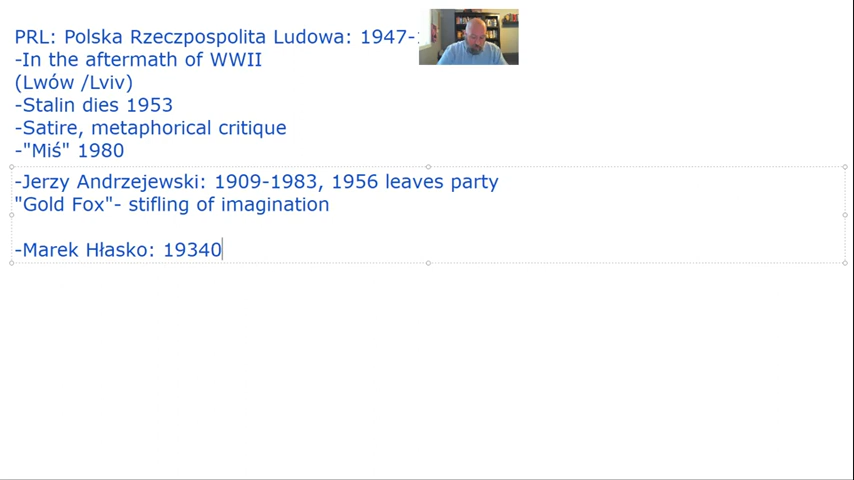 PRL: Polska Rzeczpospolita Ludowa: 1947-
-In the aftermath of WWII
(Lwów /Lviv)
-Stalin dies 1953
-Satire, metaphorical critique
-"Miś" 1980
-Jerzy Andrzejewski: 1909-1983, 1956 leaves party
"Gold Fox"- stifling of imagination
-Marek Hłasko: 19340